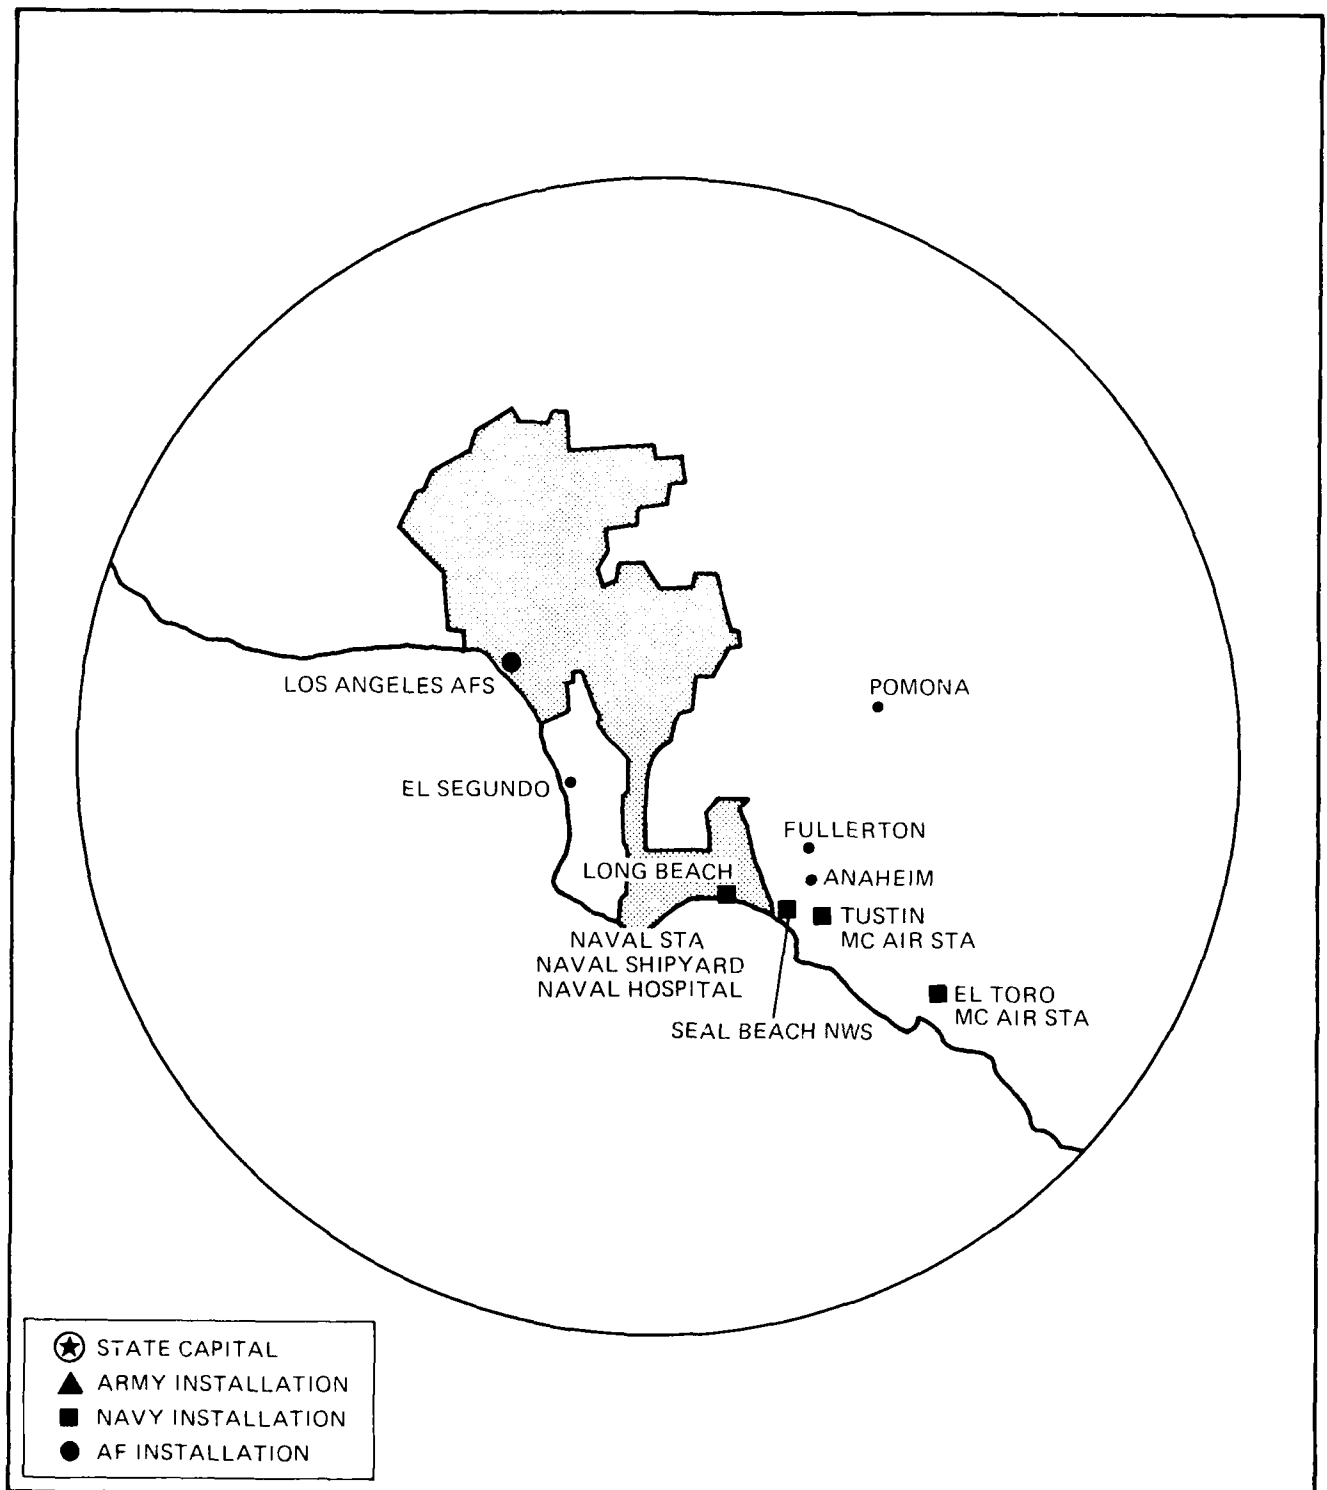 LOS ANGELES AFS
POMONA
EL SEGUNDO
FULLERTON
LONG BEACH
ANAHEIM
TUSTIN
MC AIR STA
NAVAL STA
NAVAL SHIPYARD
NAVAL HOSPITAL
EL TORO
MC AIR STA
SEAL BEACH NWS
STATE CAPITAL
ARMY INSTALLATION
NAVY INSTALLATION
AF INSTALLATION